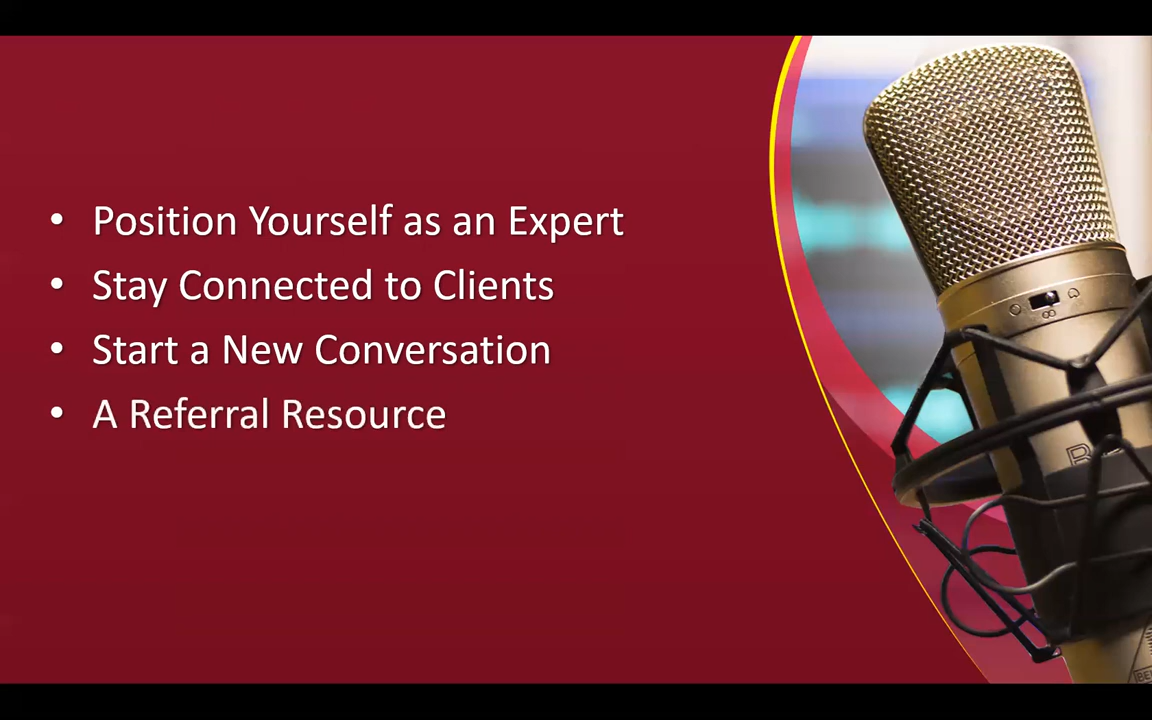 • Position Yourself as an Expert
• Stay Connected to Clients
• Start a New Conversation
• A Referral Resource